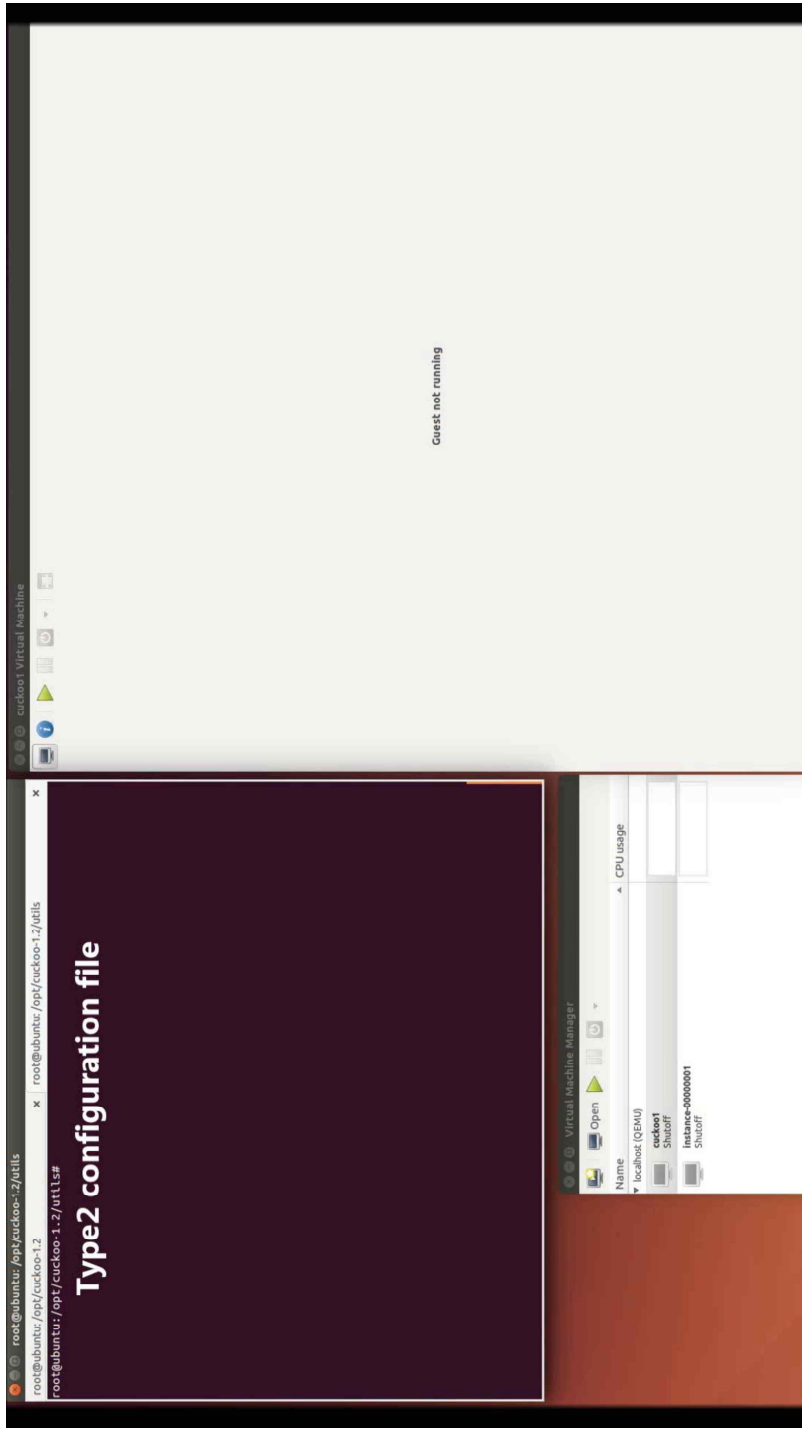 root@ubuntu: /opt/cuckoo-1.2/utils
root@ubuntu: /opt/cuckoo-1.2
root@ubuntu: /opt/cuckoo-1.2/utils
root@ubuntu:/opt/cuckoo-1.2/utils#
Type2 configuration file
cuckoo1 Virtual Machine
Guest not running
Virtual Machine Manager
Open
Name
CPU usage
localhost (QEMU)
cuckoo1
Shutoff
instance-00000001
Shutoff